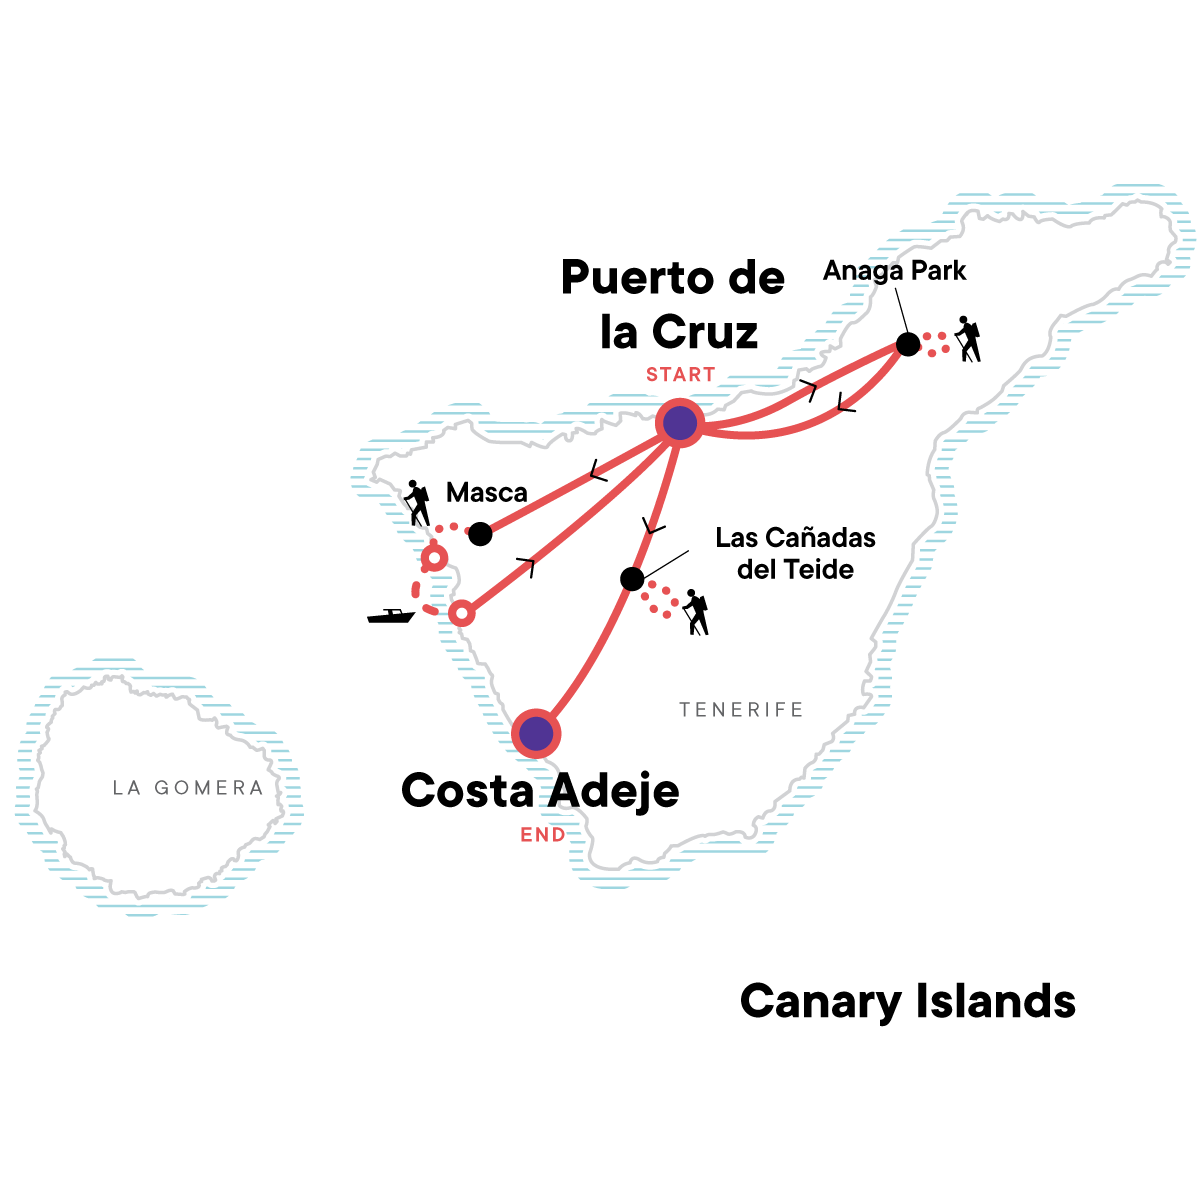 Puerto de
la Cruz
START
Anaga Park
Masca
Las Cañadas
del Teide
TENERIFE
LA GOMERA
Costa Adeje
END
Canary Islands